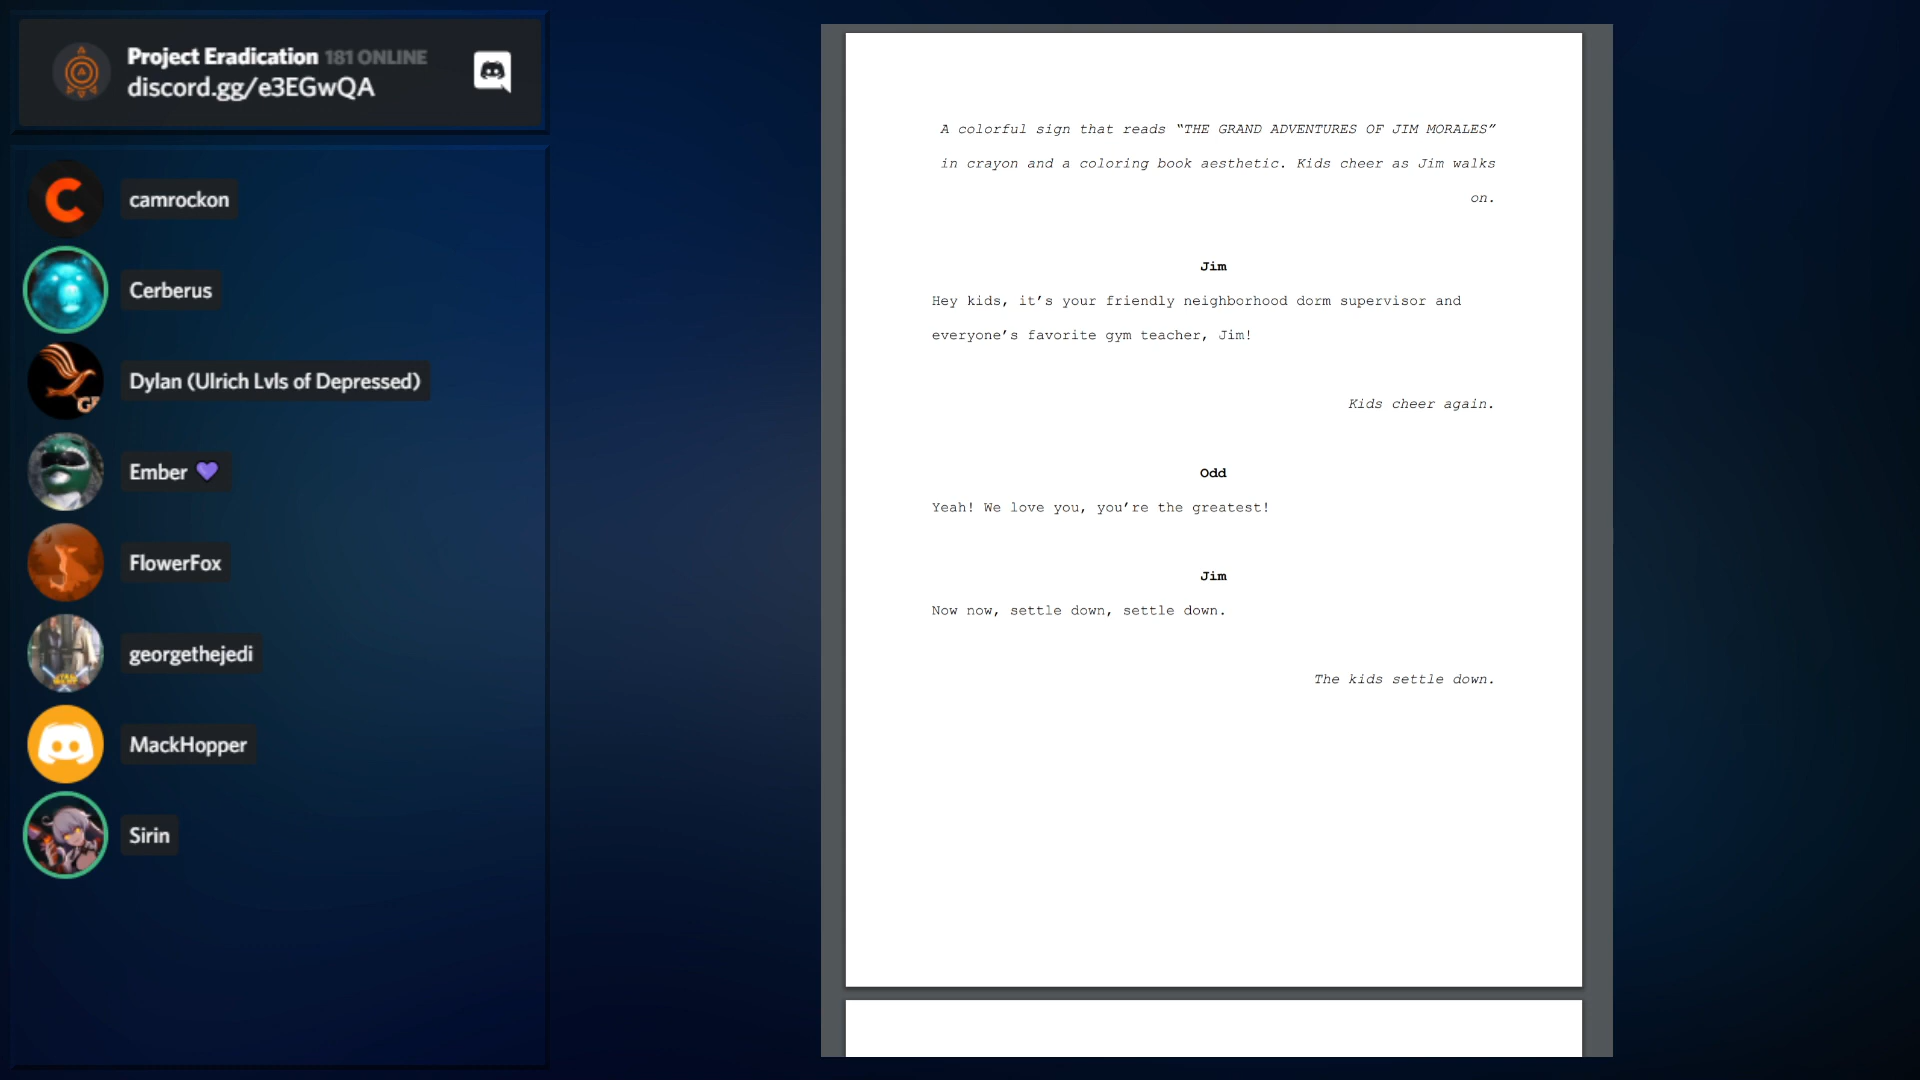 Project Eradication 181 ONLINE
discord.gg/e3EGwQA
camrockon
Cerberus
Dylan (Ulrich Lvls of Depressed)
Ember 💜
FlowerFox
georgethejedi
MackHopper
Sirin
A colorful sign that reads “THE GRAND ADVENTURES OF JIM MORALES”
in crayon and a coloring book aesthetic. Kids cheer as Jim walks
on.
Jim
Hey kids, it’s your friendly neighborhood dorm supervisor and
everyone’s favorite gym teacher, Jim!
Kids cheer again.
Odd
Yeah! We love you, you’re the greatest!
Jim
Now now, settle down, settle down.
The kids settle down.